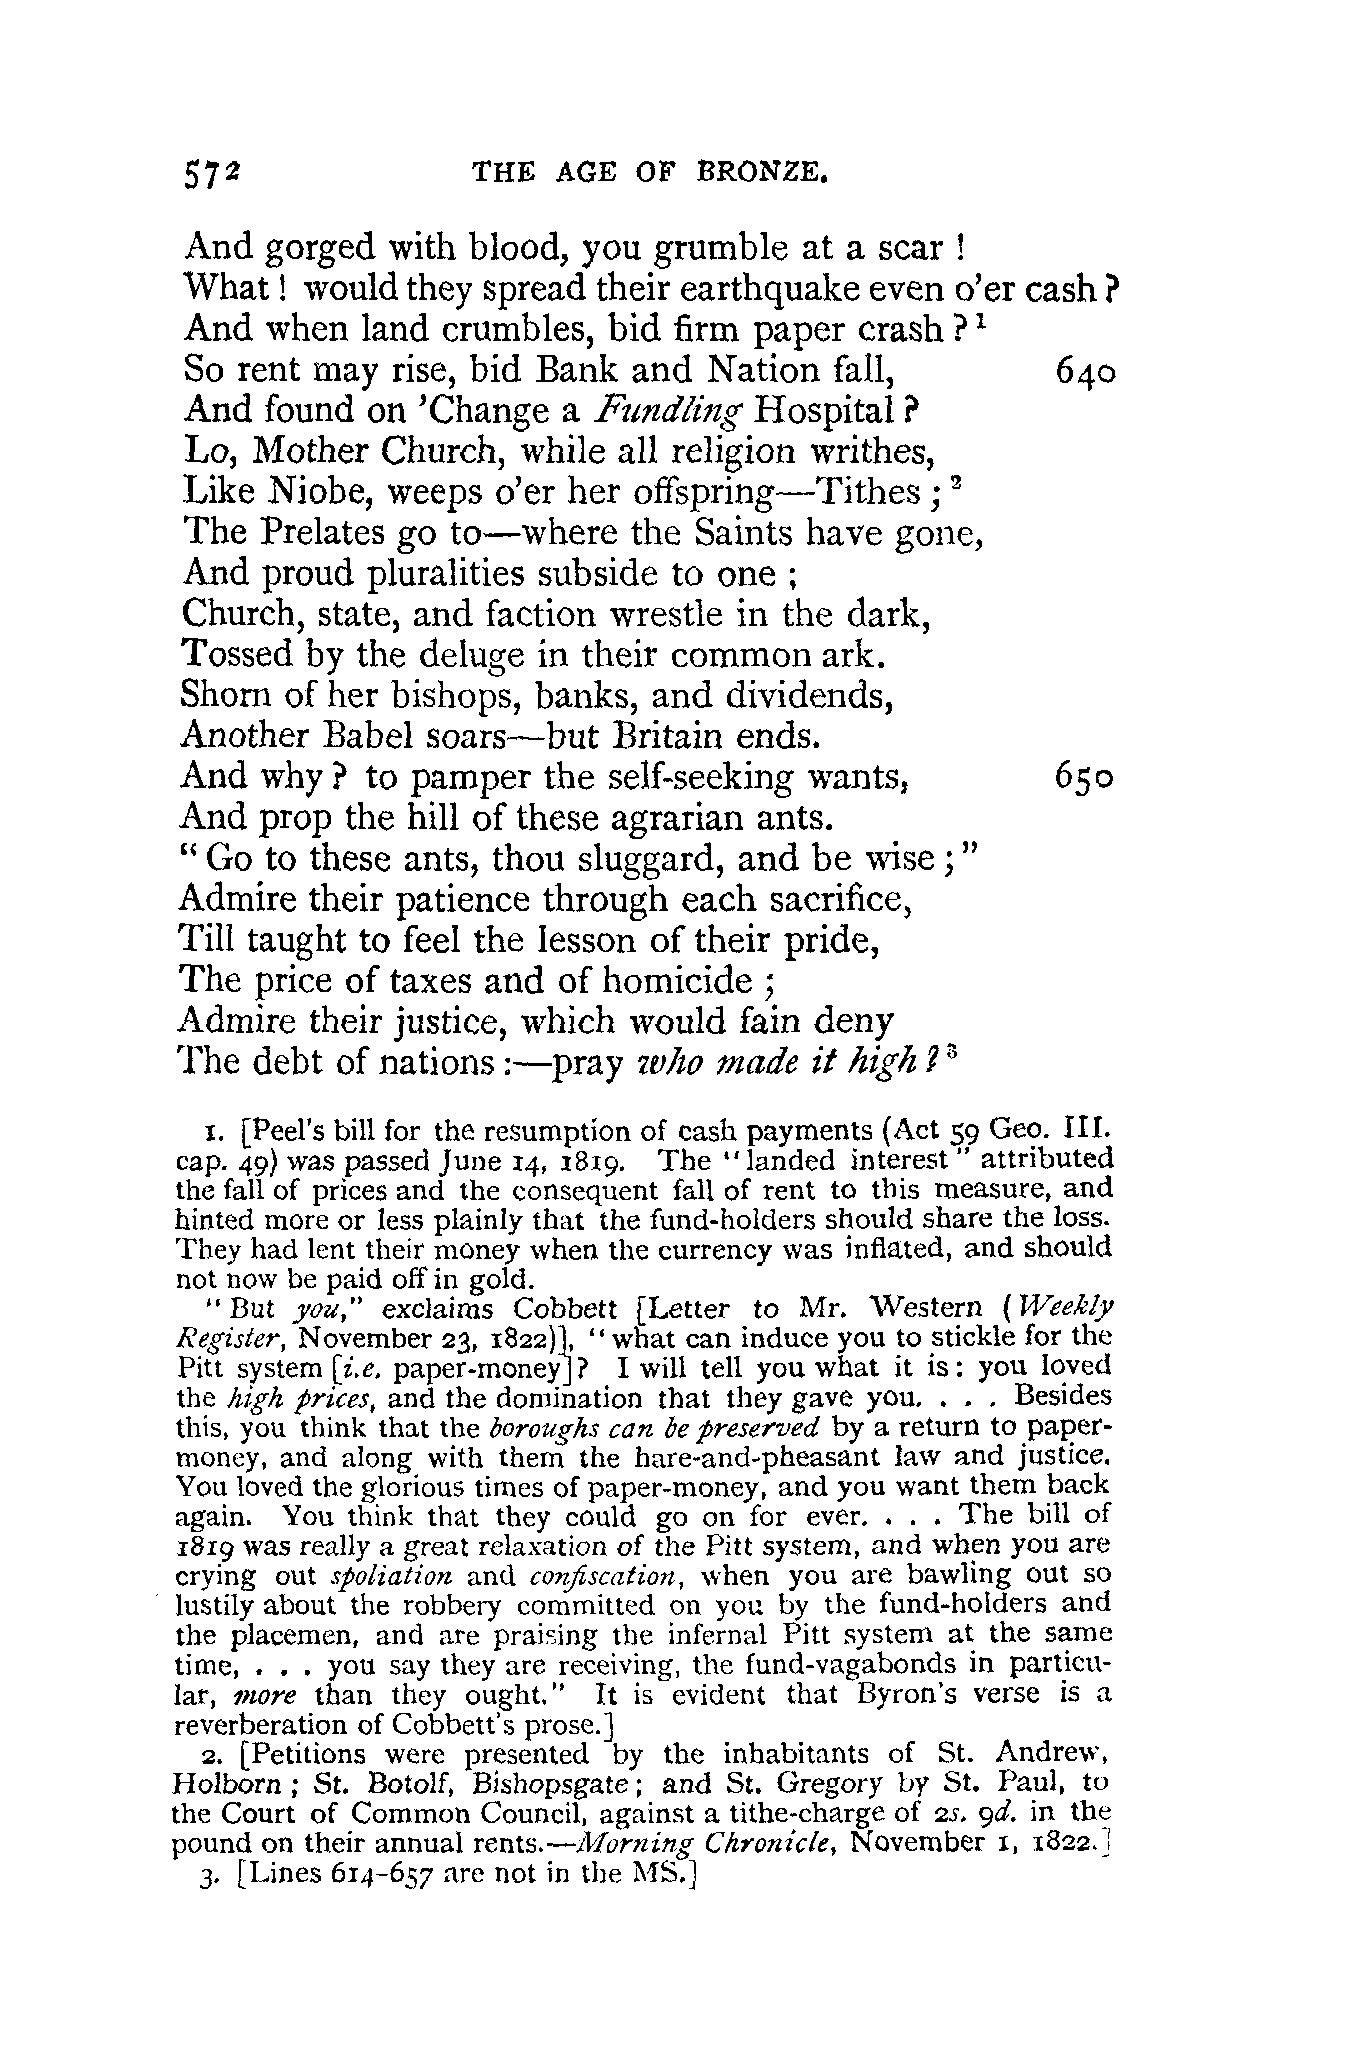 572 THE AGE OF BRONZE.
And gorged with blood, you grumble at a scar !
What ! would they spread their earthquake even o'er cash ?
And when land crumbles, bid firm paper crash ? 1
So rent may rise, bid Bank and Nation fall, 640
And found on 'Change a Fundling Hospital ?
Lo, Mother Church, while all religion writhes,
Like Niobe, weeps o'er her offspring—Tithes ; 2
The Prelates go to—where the Saints have gone,
And proud pluralities subside to one ;
Church, state, and faction wrestle in the dark,
Tossed by the deluge in their common ark.
Shorn of her bishops, banks, and dividends,
Another Babel soars—but Britain ends.
And why ? to pamper the self-seeking wants, 650
And prop the hill of these agrarian ants.
" Go to these ants, thou sluggard, and be wise ; "
Admire their patience through each sacrifice,
Till taught to feel the lesson of their pride,
The price of taxes and of homicide ;
Admire their justice, which would fain deny
The debt of nations :—pray who made it high ? 3
1. [Peel's bill for the resumption of cash payments (Act 59 Geo. III.
cap. 49) was passed June 14, 1819. The "landed interest" attributed
the fall of prices and the consequent fall of rent to this measure, and
hinted more or less plainly that the fund-holders should share the loss.
They had lent their money when the currency was inflated, and should
not now be paid off in gold.
" But you," exclaims Cobbett [Letter to Mr. Western (Weekly
Register, November 23, 1822)], "what can induce you to stickle for the
Pitt system [i.e. paper-money]? I will tell you what it is: you loved
the high prices, and the domination that they gave you. . . . Besides
this, you think that the boroughs can be preserved by a return to paper-
money, and along with them the hare-and-pheasant law and justice.
You loved the glorious times of paper-money, and you want them back
again. You think that they could go on for ever. . . . The bill of
1819 was really a great relaxation of the Pitt system, and when you are
crying out spoliation and confiscation, when you are bawling out so
lustily about the robbery committed on you by the fund-holders and
the placemen, and are praising the infernal Pitt system at the same
time, . . . you say they are receiving, the fund-vagabonds in particu-
lar, more than they ought." It is evident that Byron's verse is a
reverberation of Cobbett's prose.]
2. [Petitions were presented by the inhabitants of St. Andrew,
Holborn ; St. Botolf, Bishopsgate ; and St. Gregory by St. Paul, to
the Court of Common Council, against a tithe-charge of 2s. 9d. in the
pound on their annual rents.—Morning Chronicle, November 1, 1822.]
3. [Lines 614-657 are not in the MS.]